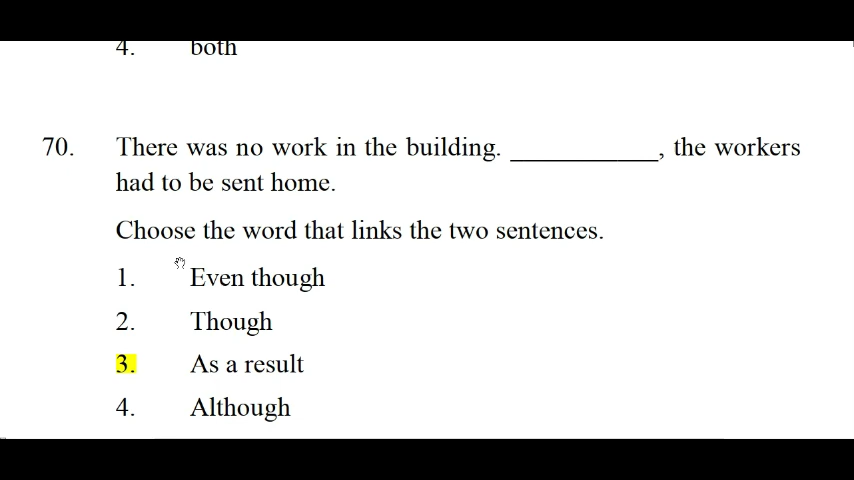 4. both
70. There was no work in the building. ___________, the workers
had to be sent home.
Choose the word that links the two sentences.
1. Even though
2. Though
3. As a result
4. Although